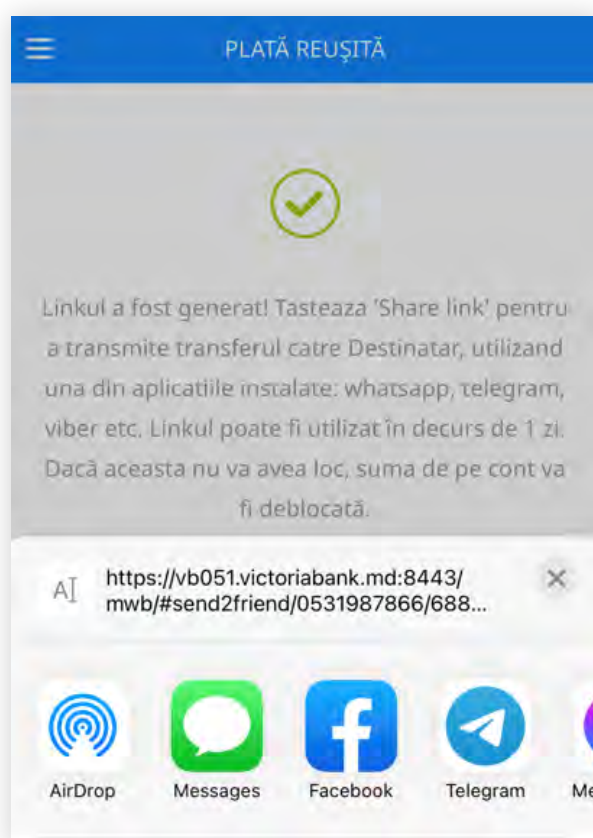 PLATĂ REUŞITĂ
Linkul a fost generat! Tasteaza 'Share link' pentru
a transmite transferul catre Destinatar, utilizand
una din aplicatiile instalate: whatsapp, telegram,
viber etc. Linkul poate fi utilizat în decurs de 1 zi.
Dacă aceasta nu va avea loc, suma de pe cont va
fi deblocată.
https://vb051.victoriabank.md:8443/
mwb/#send2friend/0531987866/688...
AirDrop Messages Facebook Telegram Me